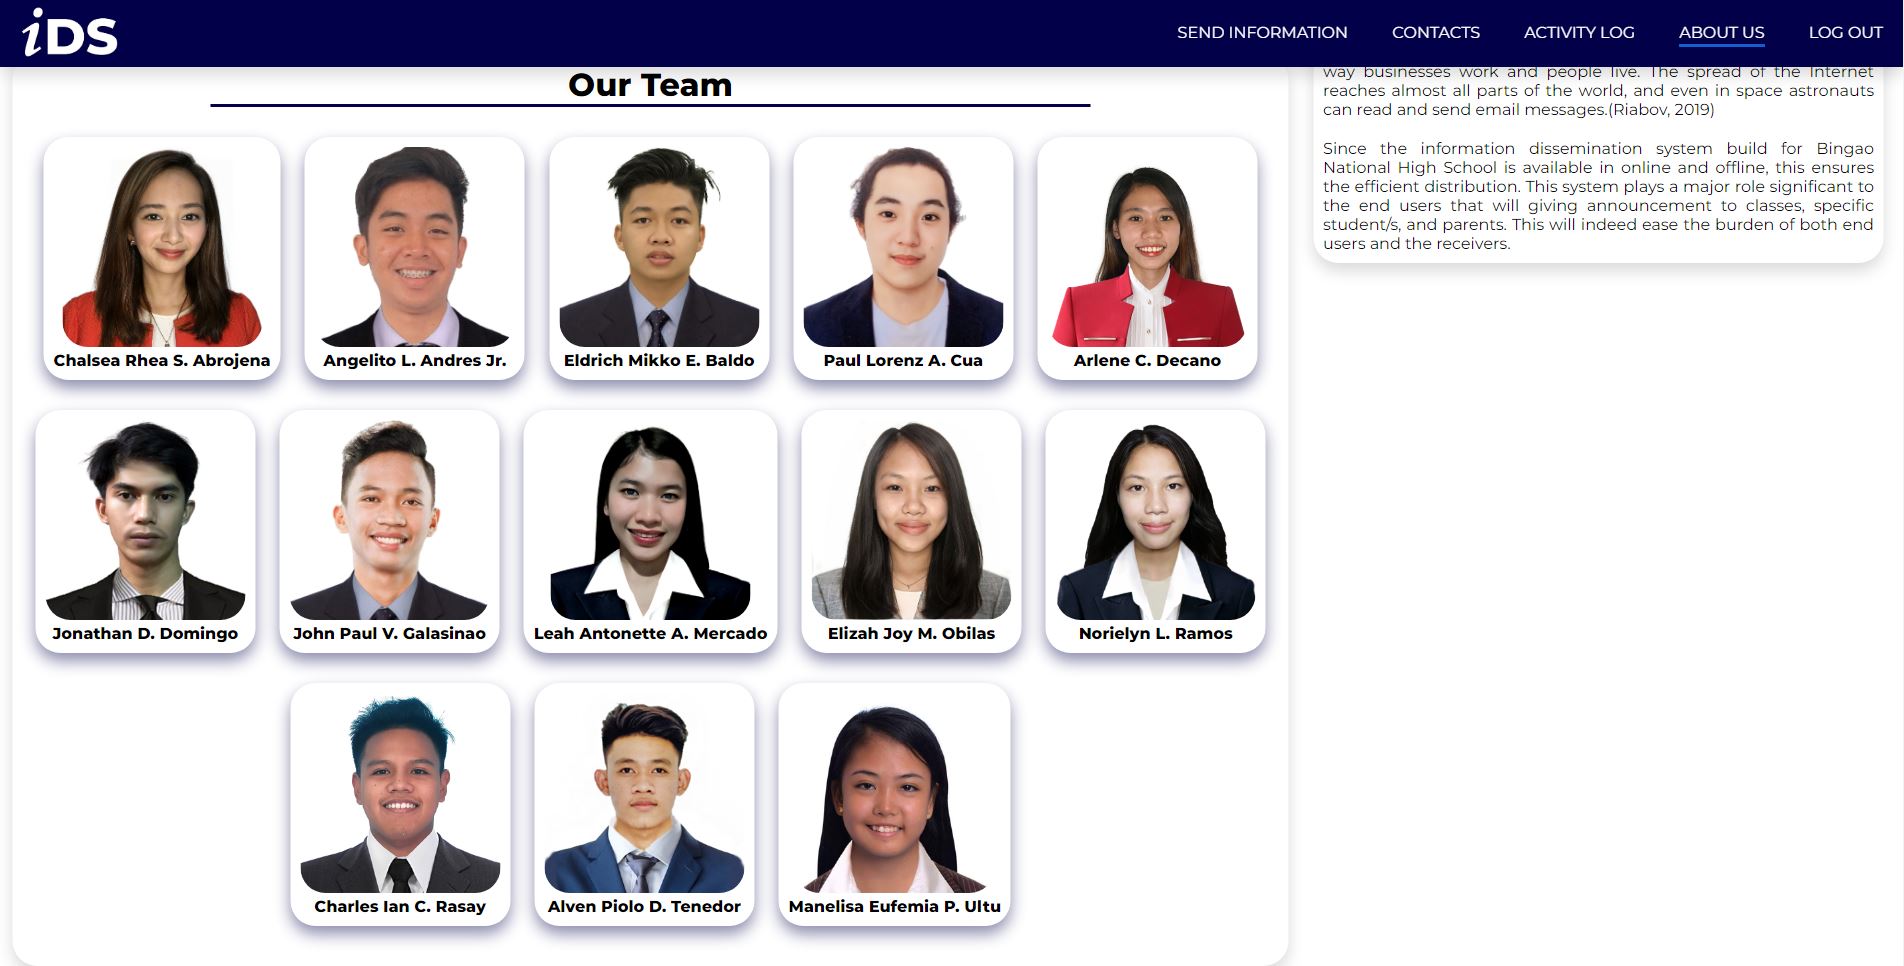 iDS
SEND INFORMATION
CONTACTS
ACTIVITY LOG
ABOUT US
LOG OUT
Our Team
Chalsea Rhea S. Abrojena
Angelito L. Andres Jr.
Eldrich Mikko E. Baldo
Paul Lorenz A. Cua
Arlene C. Decano
Jonathan D. Domingo
John Paul V. Galasinao
Leah Antonette A. Mercado
Elizah Joy M. Obilas
Norielyn L. Ramos
Charles Ian C. Rasay
Alven Piolo D. Tenedor
Manelisa Eufemia P. Ultu
way businesses work and people live. The spread of the Internet
reaches almost all parts of the world, and even in space astronauts
can read and send email messages.(Riabov, 2019)
Since the information dissemination system build for Bingao
National High School is available in online and offline, this ensures
the efficient distribution. This system plays a major role significant to
the end users that will giving announcement to classes, specific
student/s, and parents. This will indeed ease the burden of both end
users and the receivers.